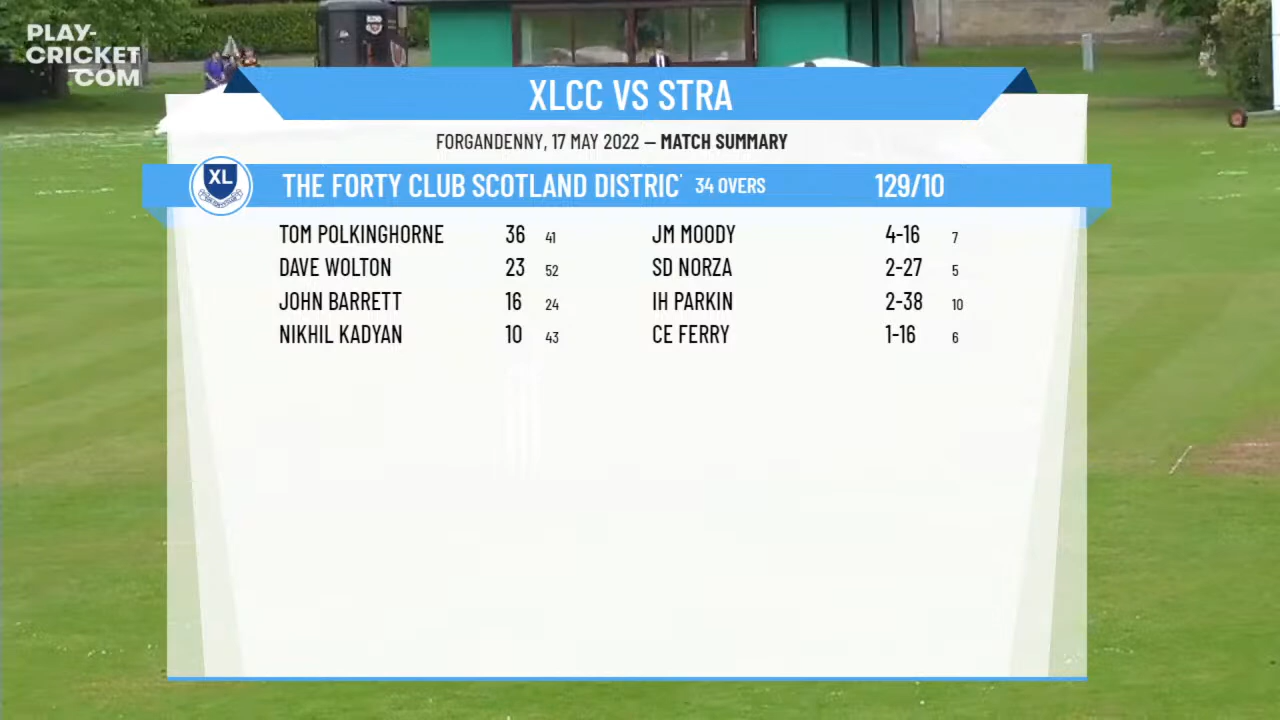 PLAY-
CRICKET
.COM
XLCC VS STRA
FORGANDENNY, 17 MAY 2022 – MATCH SUMMARY
XL THE FORTY CLUB SCOTLAND DISTRIC 34 OVERS 129/10
TOM POLKINGHORNE 36 41 JM MOODY 4-16 7
DAVE WOLTON 23 52 SD NORZA 2-27 5
JOHN BARRETT 16 24 IH PARKIN 2-38 10
NIKHIL KADYAN 10 43 CE FERRY 1-16 6